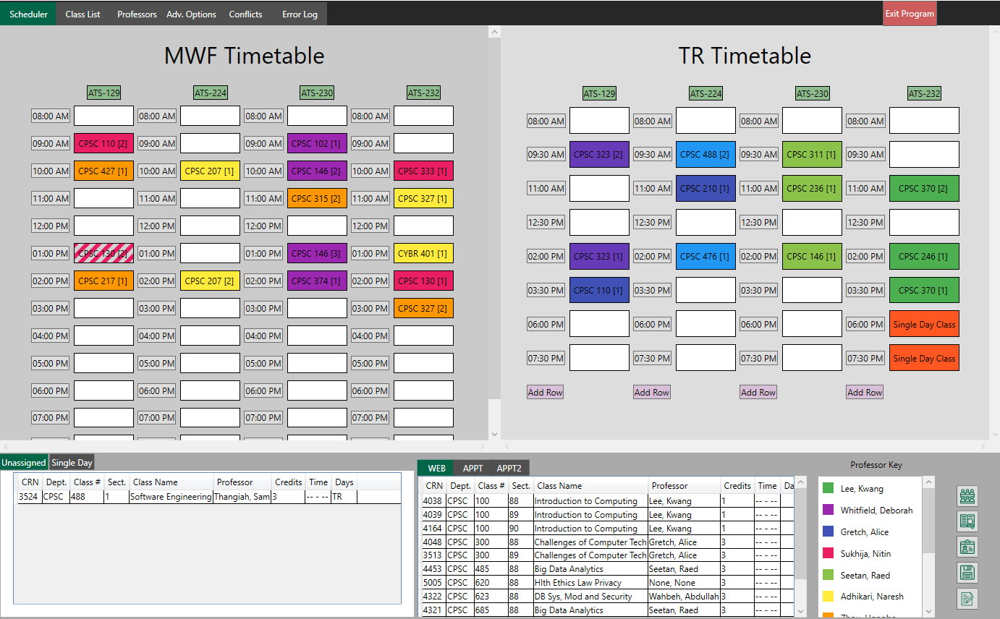 Scheduler Class List Professors Adv. Options Conflicts Error Log Exit Program
MWF Timetable
ATS-129 ATS-224 ATS-230 ATS-232
08:00 AM 08:00 AM 08:00 AM 08:00 AM
09:00 AM CPSC 110 [2] 09:00 AM 09:00 AM CPSC 102 [1] 09:00 AM
10:00 AM CPSC 427 [1] 10:00 AM CPSC 207 [1] 10:00 AM CPSC 146 [2] 10:00 AM CPSC 333 [1]
11:00 AM 11:00 AM 11:00 AM CPSC 315 [2] 11:00 AM CPSC 327 [1]
12:00 PM 12:00 PM 12:00 PM 12:00 PM
01:00 PM CPSC 130 [2] 01:00 PM 01:00 PM CPSC 146 [3] 01:00 PM CYBR 401 [1]
02:00 PM CPSC 217 [1] 02:00 PM CPSC 207 [2] 02:00 PM CPSC 374 [1] 02:00 PM CPSC 130 [1]
03:00 PM 03:00 PM 03:00 PM 03:00 PM CPSC 327 [2]
04:00 PM 04:00 PM 04:00 PM 04:00 PM
05:00 PM 05:00 PM 05:00 PM 05:00 PM
06:00 PM 06:00 PM 06:00 PM 06:00 PM
07:00 PM 07:00 PM 07:00 PM 07:00 PM
TR Timetable
ATS-129 ATS-224 ATS-230 ATS-232
08:00 AM 08:00 AM 08:00 AM 08:00 AM
09:30 AM CPSC 323 [2] 09:30 AM CPSC 488 [2] 09:30 AM CPSC 311 [1] 09:30 AM
11:00 AM 11:00 AM CPSC 210 [1] 11:00 AM CPSC 236 [1] 11:00 AM CPSC 370 [2]
12:30 PM 12:30 PM 12:30 PM 12:30 PM
02:00 PM CPSC 323 [1] 02:00 PM CPSC 476 [1] 02:00 PM CPSC 146 [1] 02:00 PM CPSC 246 [1]
03:30 PM CPSC 110 [1] 03:30 PM 03:30 PM 03:30 PM CPSC 370 [1]
06:00 PM 06:00 PM 06:00 PM 06:00 PM Single Day Class
07:30 PM 07:30 PM 07:30 PM 07:30 PM Single Day Class
Add Row Add Row Add Row Add Row
Unassigned Single Day
CRN Dept. Class # Sect. Class Name Professor Credits Time Days
3524 CPSC 488 1 Software Engineering Thangiah, Sam 3 -- - -- TR
WEB APPT APPT2
CRN Dept. Class # Sect. Class Name Professor Credits Time Da
4038 CPSC 100 88 Introduction to Computing Lee, Kwang 1 -- - --
4039 CPSC 100 89 Introduction to Computing Lee, Kwang 1 -- - --
4164 CPSC 100 90 Introduction to Computing Lee, Kwang 1 -- - --
4048 CPSC 300 88 Challenges of Computer Tech Gretch, Alice 3 -- - --
3513 CPSC 300 89 Challenges of Computer Tech Gretch, Alice 3 -- - --
4453 CPSC 485 88 Big Data Analytics Seetan, Raed 3 -- - --
5005 CPSC 620 88 Hlth Ethics Law Privacy None, None 3 -- - --
4322 CPSC 623 88 DB Sys, Mod and Security Wahbeh, Abdullah 3 -- - --
4321 CPSC 685 88 Big Data Analytics Seetan, Raed 3 -- - --
Professor Key
Lee, Kwang
Whitfield, Deborah
Gretch, Alice
Sukhija, Nitin
Seetan, Raed
Adhikari, Naresh